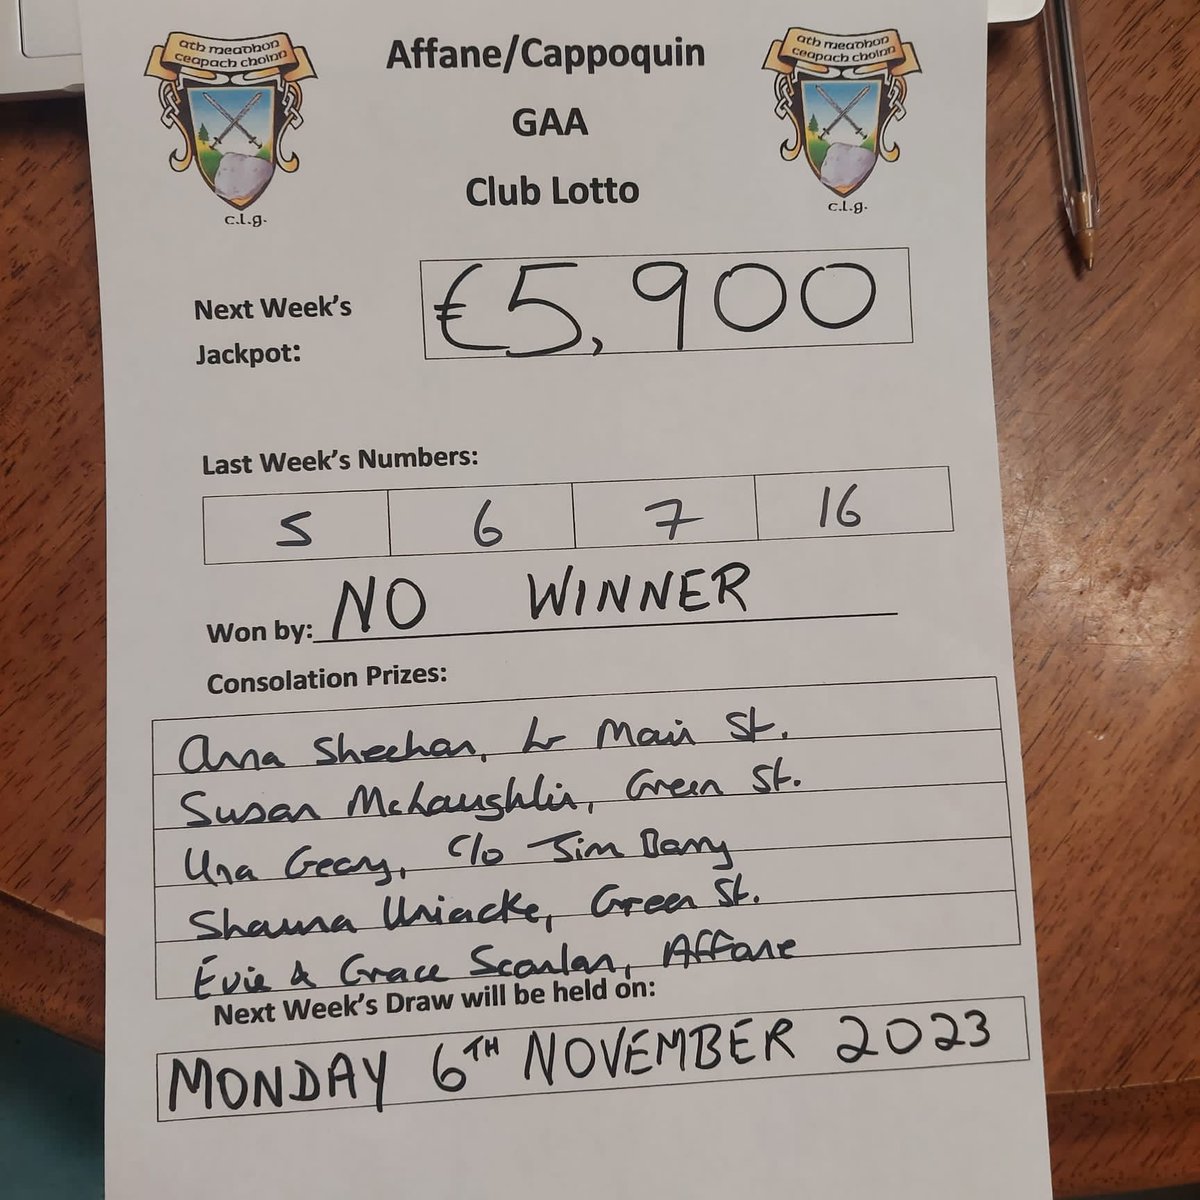 ath meadhon
ceapach choinn
c.l.g.
Affane/Cappoquin
GAA
Club Lotto
ath meadhon
ceapach choinn
c.l.g.
Next Week's
Jackpot:
€5,900
Last Week's Numbers:
5 6 7 16
Won by: NO WINNER
Consolation Prizes:
Anna Sheehan, Lr Main St.
Susan McLaughlin, Green St.
Una Geary, c/o Jim Barry
Shauna Uniacke, Green St.
Évie & Grace Scanlan, Affane
Next Week's Draw will be held on:
MONDAY 6TH NOVEMBER 2023